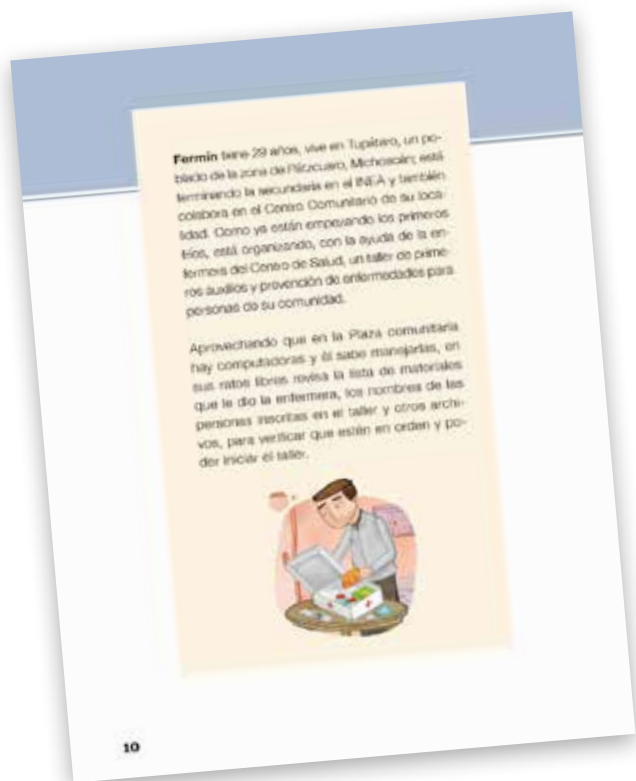 Fermín tiene 29 años, vive en Tupátaro, un po-
blado de la zona de Pátzcuaro, Michoacán; está
terminando la secundaria en el INEA y también
colabora en el Centro Comunitario de su loca-
lidad. Como ya están empezando los primeros
fríos, está organizando, con la ayuda de la en-
fermera del Centro de Salud, un taller de prime-
ros auxilios y prevención de enfermedades para
personas de su comunidad.
Aprovechando que en la Plaza comunitaria
hay computadoras y él sabe manejarlas, en
sus ratos libres revisa la lista de materiales
que le dio la enfermera, los nombres de las
personas inscritas en el taller y otros archi-
vos, para verificar que estén en orden y po-
der iniciar el taller.
10